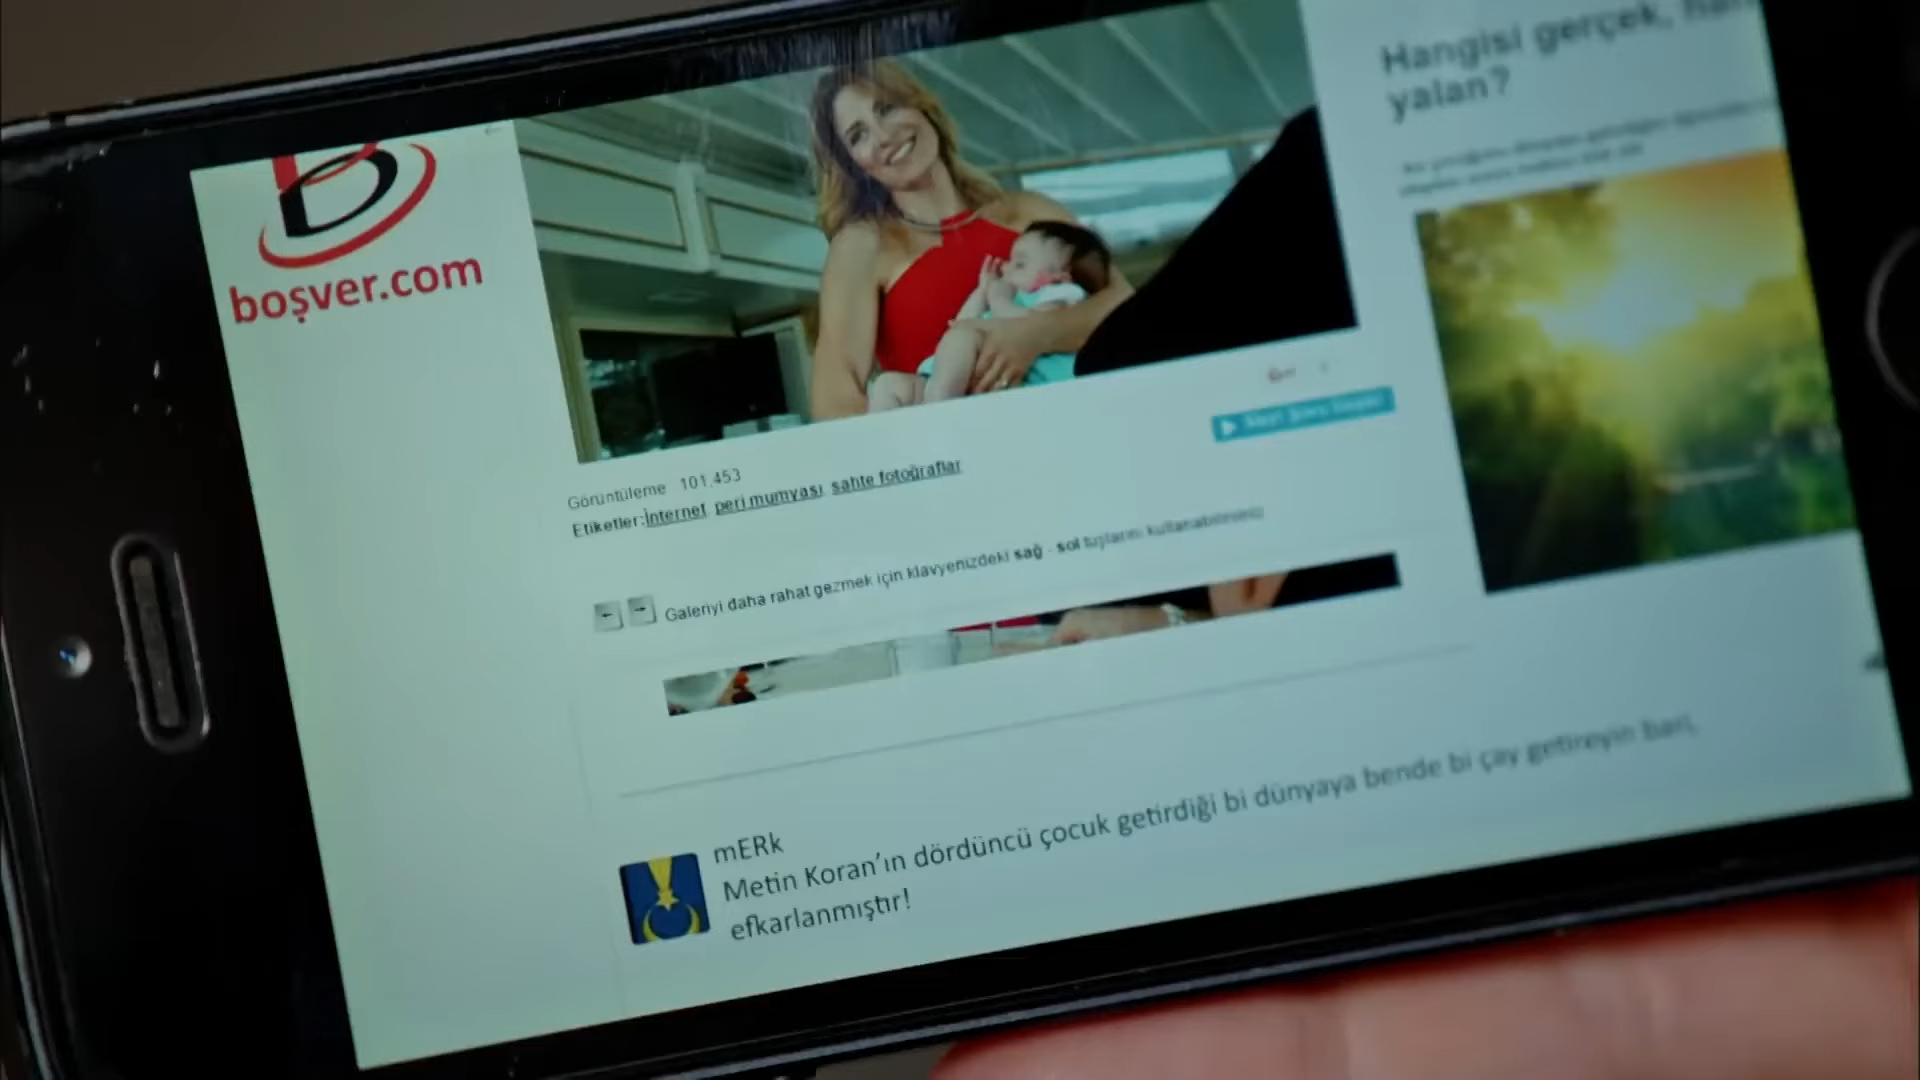 B
boşver.com
Hangisi gerçek,
yalan?
Görüntüleme 101.453
Etiketler:İnternet, peri mumyası, sahte fotoğraflar
Galeriyi daha rahat gezmek için klavyenizdeki sağ - sol tuşlarını kullanabilirsiniz
mERk
Metin Koran'ın dördüncü çocuk getirdiği bi dünyaya bende bi çay getireyin bari,
efkarlanmıştır!